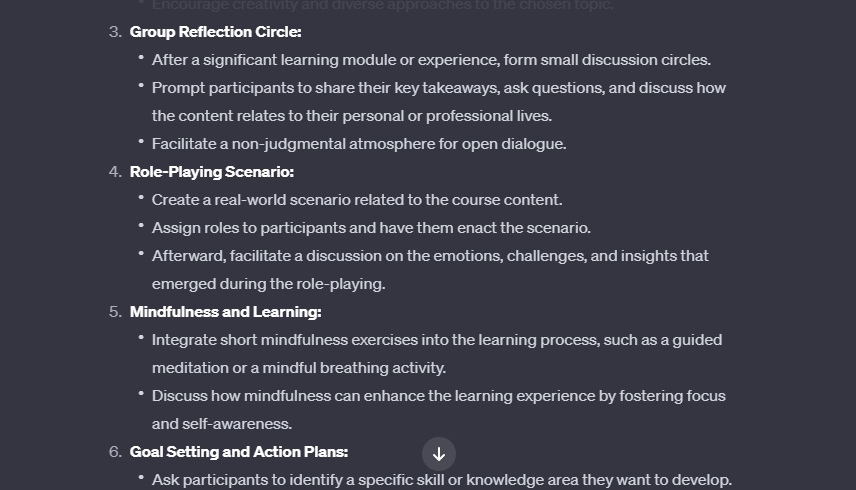 Encourage creativity and diverse approaches to the chosen topic.
3. Group Reflection Circle:
• After a significant learning module or experience, form small discussion circles.
• Prompt participants to share their key takeaways, ask questions, and discuss how
the content relates to their personal or professional lives.
• Facilitate a non-judgmental atmosphere for open dialogue.
4. Role-Playing Scenario:
• Create a real-world scenario related to the course content.
• Assign roles to participants and have them enact the scenario.
• Afterward, facilitate a discussion on the emotions, challenges, and insights that
emerged during the role-playing.
5. Mindfulness and Learning:
• Integrate short mindfulness exercises into the learning process, such as a guided
meditation or a mindful breathing activity.
• Discuss how mindfulness can enhance the learning experience by fostering focus
and self-awareness.
6. Goal Setting and Action Plans:
• Ask participants to identify a specific skill or knowledge area they want to develop.